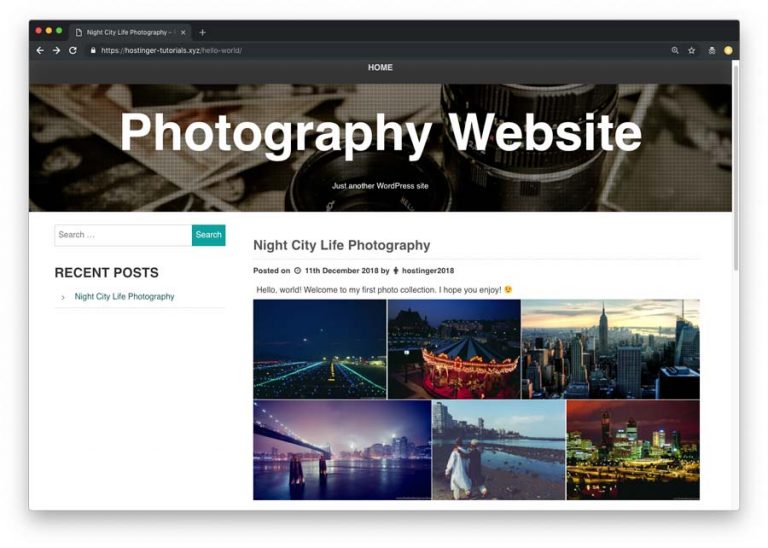 Night City Life Photography –
https://hostinger-tutorials.xyz/hello-world/
HOME
Photography Website
Just another WordPress site
Search …
Search
RECENT POSTS
Night City Life Photography
Night City Life Photography
Posted on 11th December 2018 by hostinger2018
Hello, world! Welcome to my first photo collection. I hope you enjoy! 🙂